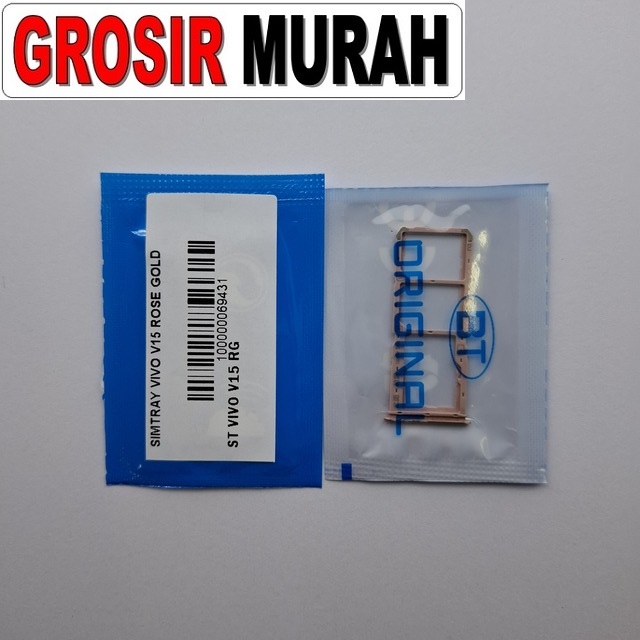 GROSIR MURAH
SIMTRAY VIVO V15 ROSE GOLD
100000069431
ST VIVO V15 RG
BT
ORIGINAL